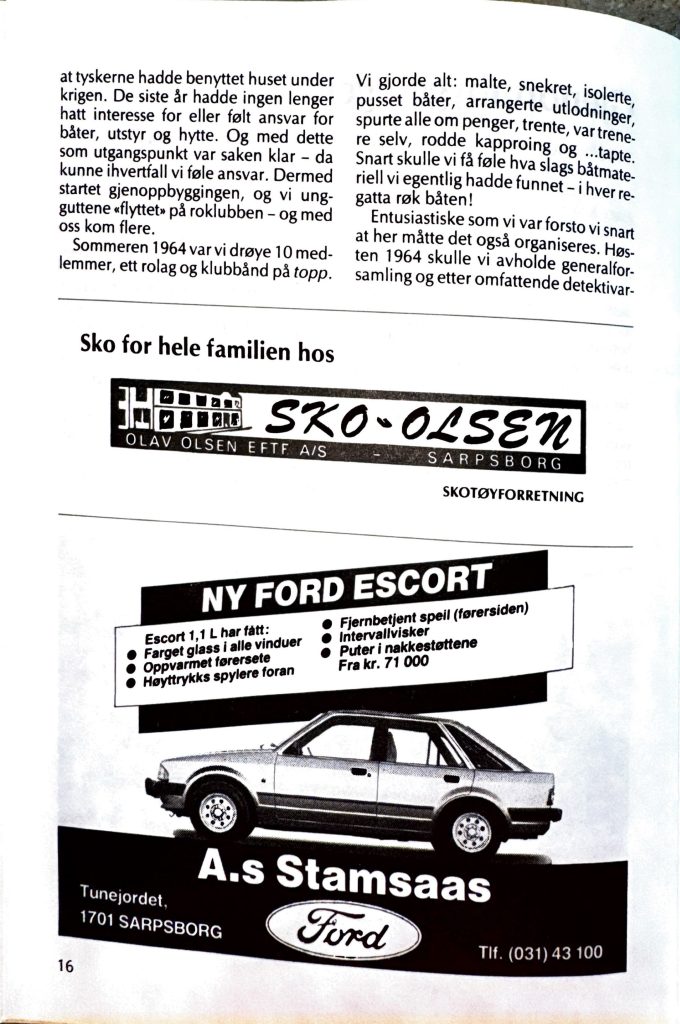 at tyskerne hadde benyttet huset under
krigen. De siste år hadde ingen lenger
hatt interesse for eller følt ansvar for
båter, utstyr og hytte. Og med dette
som utgangspunkt var saken klar – da
kunne ihvertfall vi føle ansvar. Dermed
startet gjenoppbyggingen, og vi ung-
guttene «flyttet» på roklubben – og med
oss kom flere.
Sommeren 1964 var vi drøye 10 med-
lemmer, ett rolag og klubbånd på topp.
Vi gjorde alt: malte, snekret, isolerte,
pusset båter, arrangerte utlodninger,
spurte alle om penger, trente, var trene-
re selv, rodde kapproing og ...tapte.
Snart skulle vi få føle hva slags båtmate-
riell vi egentlig hadde funnet – i hver re-
gatta røk båten!
Entusiastiske som vi var forsto vi snart
at her måtte det også organiseres. Høs-
ten 1964 skulle vi avholde generalfor-
samling og etter omfattende detektivar-
Sko for hele familien hos
SKO-OLSEN
OLAV OLSEN EFTF. A/S - SARPSBORG
SKOTØYFORRETNING
NY FORD ESCORT
Escort 1,1 L har fått:
● Farget glass i alle vinduer
● Oppvarmet førersete
● Høyttrykks spylere foran
● Fjernbetjent speil (førersiden)
● Intervallvisker
● Puter i nakkestøttene
Fra kr. 71 000
A.s Stamsaas
Tunejordet,
1701 SARPSBORG
Ford
Tlf. (031) 43 100
16